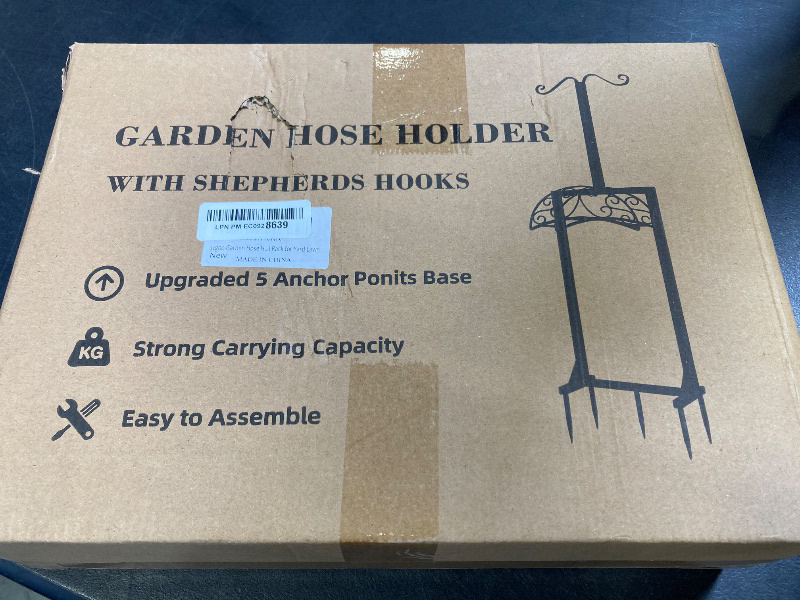 GARDEN HOSE HOLDER
WITH SHEPHERDS HOOKS
8639
New
MADE IN CHINA
Upgraded 5 Anchor Ponits Base
KG
Strong Carrying Capacity
Easy to Assemble